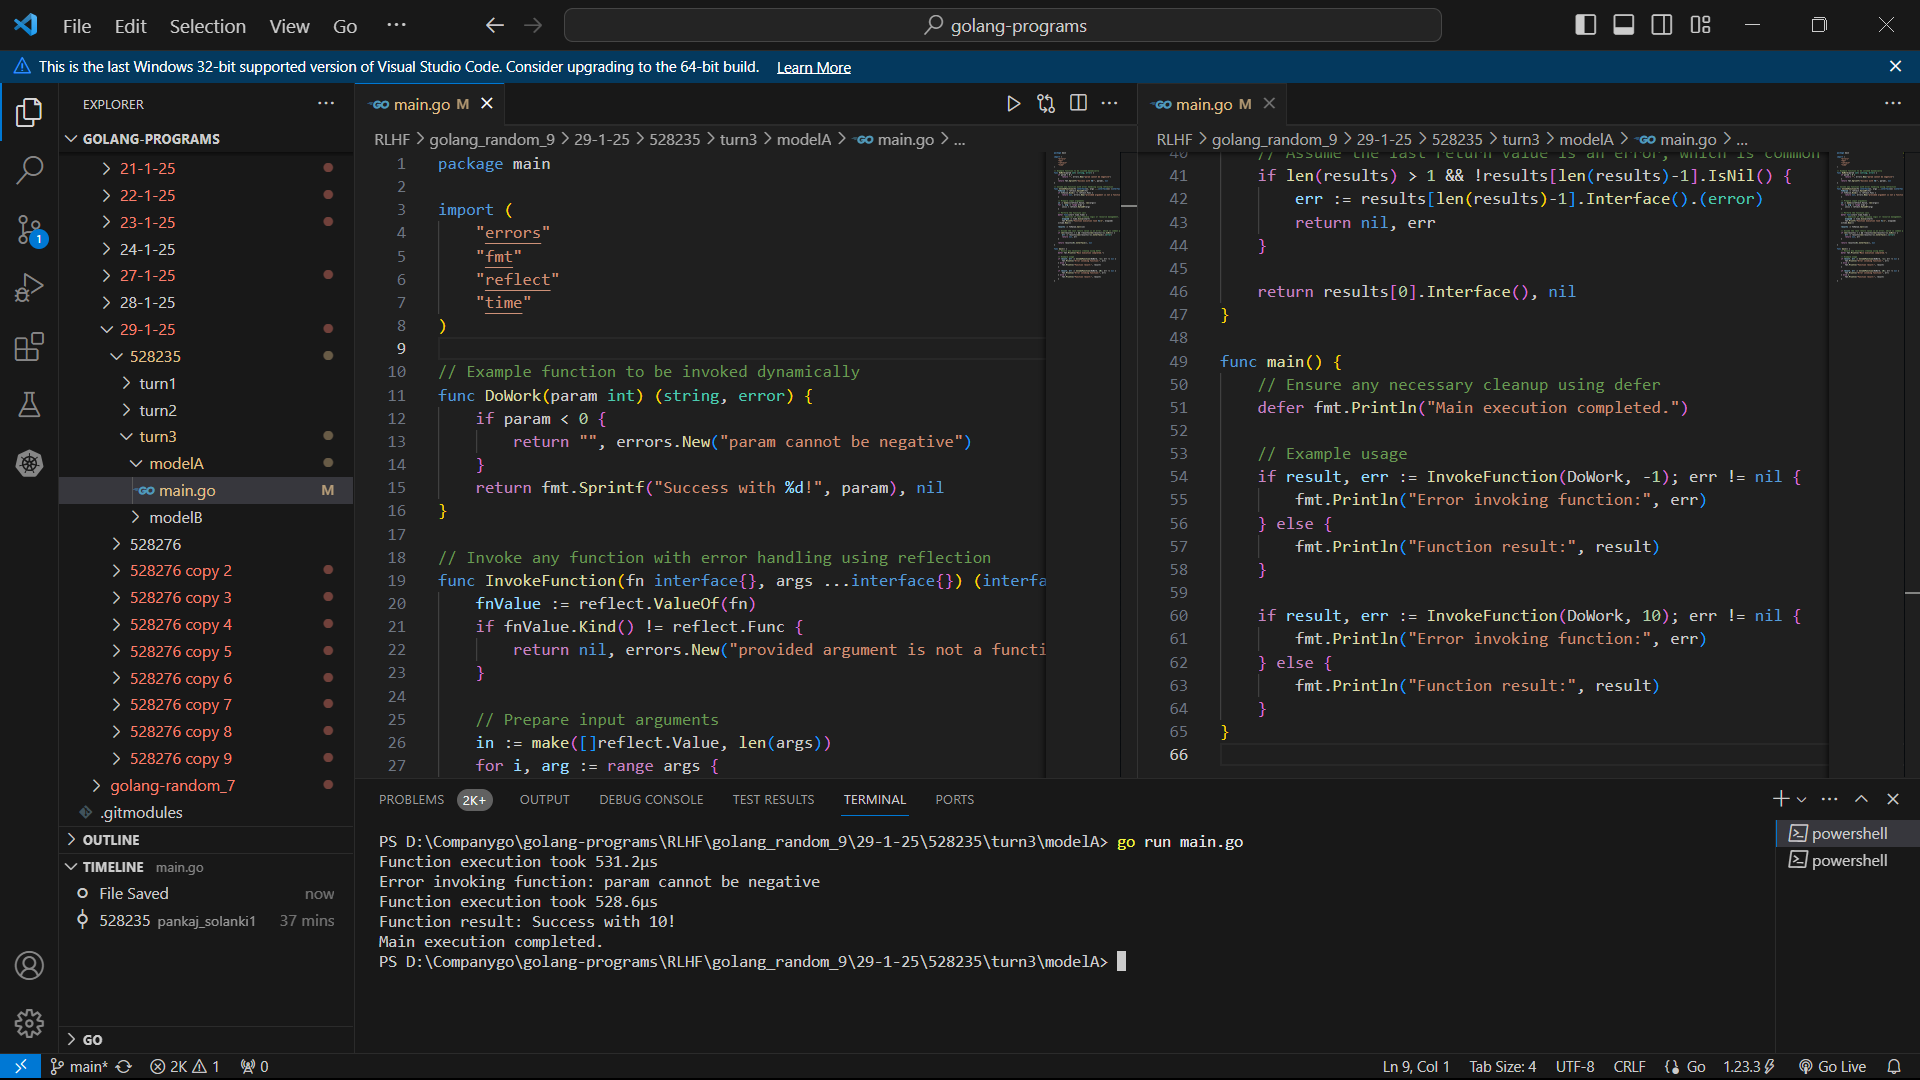 File Edit Selection View Go ···
golang-programs
This is the last Windows 32-bit supported version of Visual Studio Code. Consider upgrading to the 64-bit build. Learn More
EXPLORER
GOLANG-PROGRAMS
21-1-25
22-1-25
23-1-25
24-1-25
27-1-25
28-1-25
29-1-25
528235
turn1
turn2
turn3
modelA
main.go M
modelB
528276
528276 copy 2
528276 copy 3
528276 copy 4
528276 copy 5
528276 copy 6
528276 copy 7
528276 copy 8
528276 copy 9
golang-random_7
.gitmodules
OUTLINE
TIMELINE main.go
File Saved now
528235 pankaj_solanki1 37 mins
GO
1
GO main.go M
RLHF > golang_random_9 > 29-1-25 > 528235 > turn3 > modelA > GO main.go > ...
1 package main
2
3 import (
4 "errors"
5 "fmt"
6 "reflect"
7 "time"
8 )
9
10 // Example function to be invoked dynamically
11 func DoWork(param int) (string, error) {
12 if param < 0 {
13 return "", errors.New("param cannot be negative")
14 }
15 return fmt.Sprintf("Success with %d!", param), nil
16 }
17
18 // Invoke any function with error handling using reflection
19 func InvokeFunction(fn interface{}, args ...interface{}) (interfa
20 fnValue := reflect.ValueOf(fn)
21 if fnValue.Kind() != reflect.Func {
22 return nil, errors.New("provided argument is not a functi
23 }
24
25 // Prepare input arguments
26 in := make([]reflect.Value, len(args))
27 for i, arg := range args {
GO main.go M
RLHF > golang_random_9 > 29-1-25 > 528235 > turn3 > modelA > GO main.go > ...
40 // Assume the last return value is an error, which is common
41 if len(results) > 1 && !results[len(results)-1].IsNil() {
42 err := results[len(results)-1].Interface().(error)
43 return nil, err
44 }
45
46 return results[0].Interface(), nil
47 }
48
49 func main() {
50 // Ensure any necessary cleanup using defer
51 defer fmt.Println("Main execution completed.")
52
53 // Example usage
54 if result, err := InvokeFunction(DoWork, -1); err != nil {
55 fmt.Println("Error invoking function:", err)
56 } else {
57 fmt.Println("Function result:", result)
58 }
59
60 if result, err := InvokeFunction(DoWork, 10); err != nil {
61 fmt.Println("Error invoking function:", err)
62 } else {
63 fmt.Println("Function result:", result)
64 }
65 }
66
PROBLEMS 2K+ OUTPUT DEBUG CONSOLE TEST RESULTS TERMINAL PORTS
PS D:\Companygo\golang-programs\RLHF\golang_random_9\29-1-25\528235\turn3\modelA> go run main.go
Function execution took 531.2µs
Error invoking function: param cannot be negative
Function execution took 528.6µs
Function result: Success with 10!
Main execution completed.
PS D:\Companygo\golang-programs\RLHF\golang_random_9\29-1-25\528235\turn3\modelA>
powershell
powershell
main* 2K 1 0
Ln 9, Col 1 Tab Size: 4 UTF-8 CRLF Go 1.23.3 Go Live